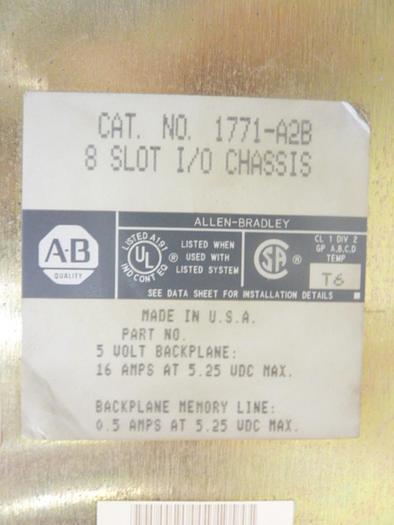 CAT. NO. 1771-A2B
8 SLOT I/O CHASSIS
ALLEN-BRADLEY
A-B
QUALITY
LISTED A197
UL
IND CONT EQ
®
LISTED WHEN
USED WITH
LISTED SYSTEM
SA
®
CL 1 DIV 2
GP A,B,C,D
TEMP
T6
SEE DATA SHEET FOR INSTALLATION DETAILS
MADE IN U.S.A.
PART NO.
5 VOLT BACKPLANE:
16 AMPS AT 5.25 VDC MAX.
BACKPLANE MEMORY LINE:
0.5 AMPS AT 5.25 VDC MAX.